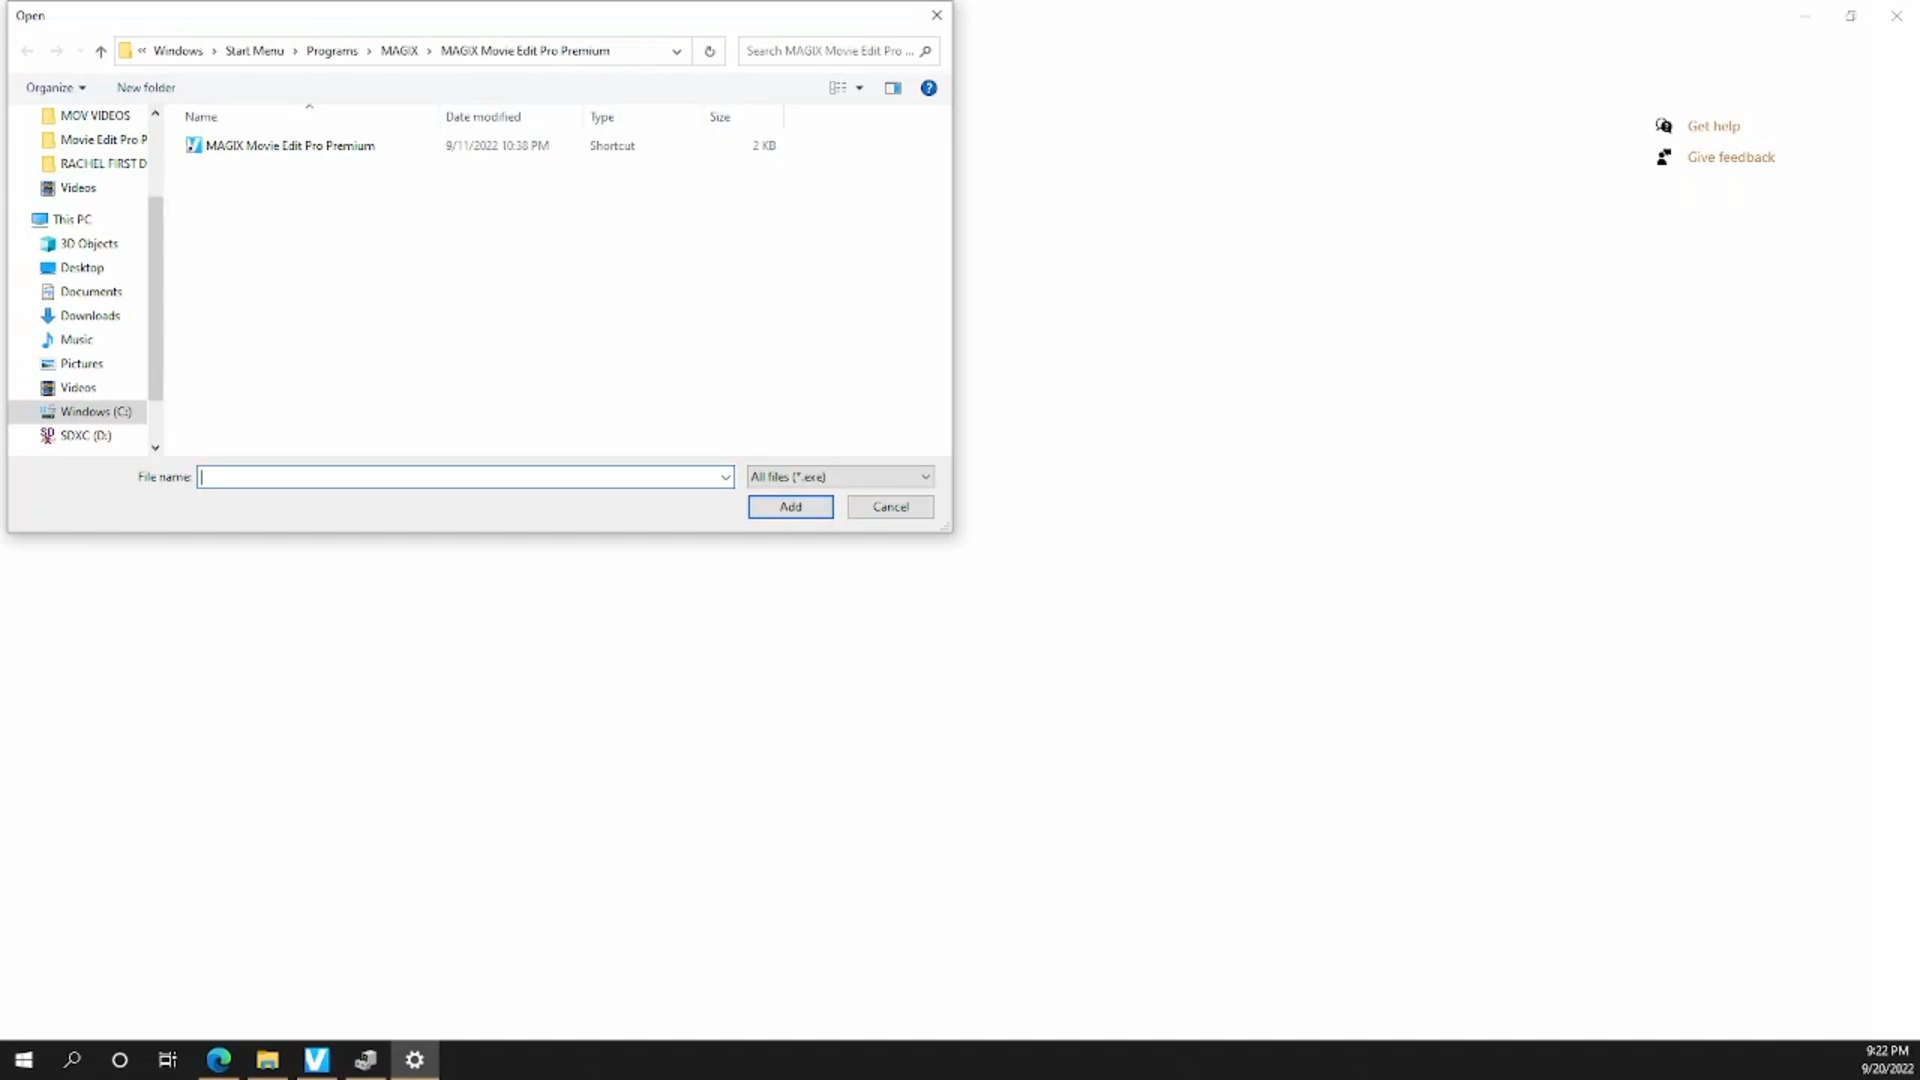 Open
« Windows › Start Menu › Programs › MAGIX › MAGIX Movie Edit Pro Premium
Search MAGIX Movie Edit Pro ...
Organize
New folder
Name
Date modified
Type
Size
MAGIX Movie Edit Pro Premium
9/11/2022 10:38 PM
Shortcut
2 KB
MOV VIDEOS
Movie Edit Pro P
RACHEL FIRST D
Videos
This PC
3D Objects
Desktop
Documents
Downloads
Music
Pictures
Videos
Windows (C:)
SDXC (D:)
File name:
All files (*.exe)
Add
Cancel
Get help
Give feedback
9:22 PM
9/20/2022